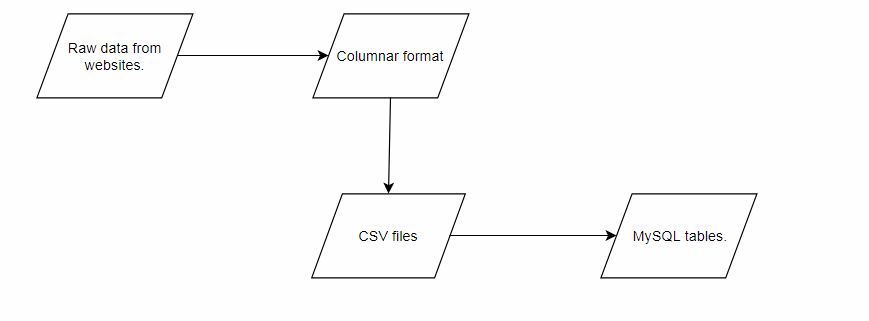 Raw data from
websites.
Columnar format
CSV files
MySQL tables.